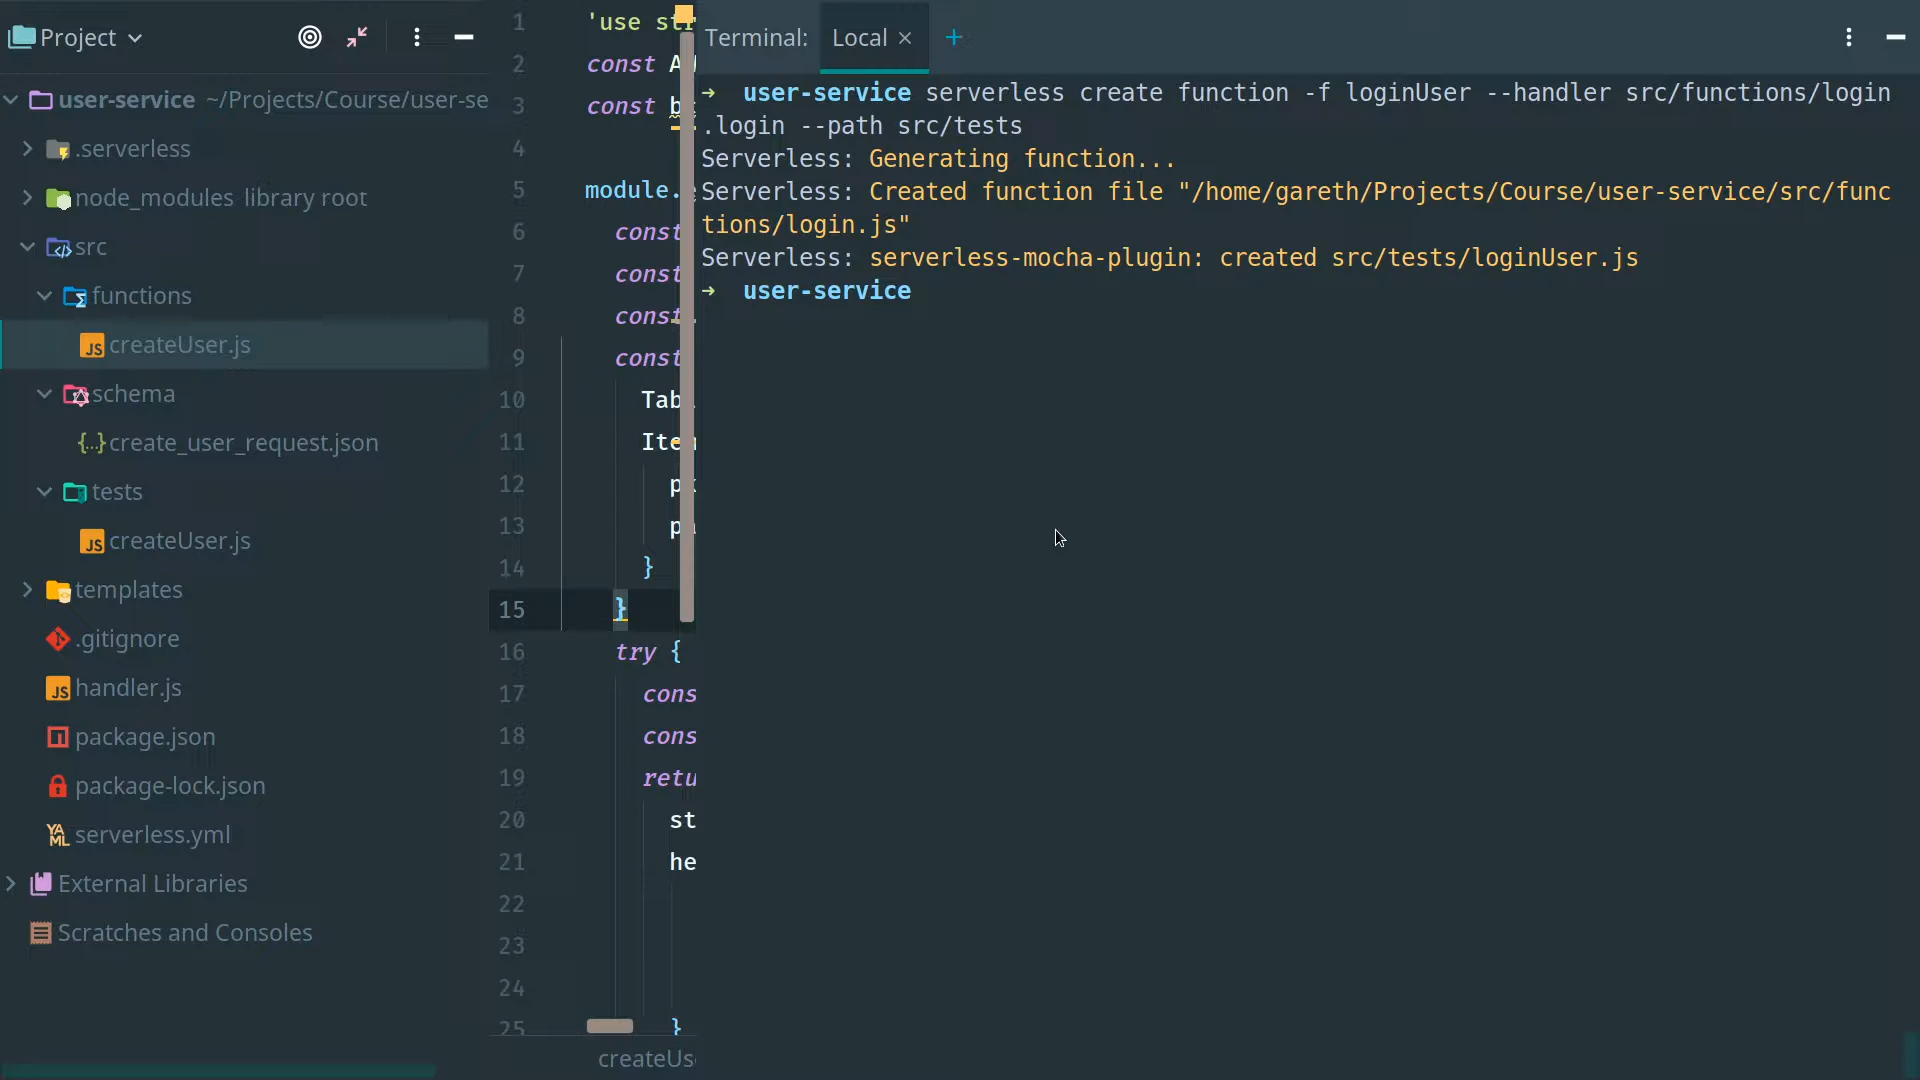 Project
user-service ~/Projects/Course/user-se
.serverless
node_modules library root
src
functions
createUser.js
schema
{..}create_user_request.json
tests
createUser.js
templates
.gitignore
handler.js
package.json
package-lock.json
YAML serverless.yml
External Libraries
Scratches and Consoles
1 'use str
2 const A
3 const
4
5 module.
6 const
7 const
8 const
9 const
10 Tab
11 Ite
12
13
14 }
15 }
16 try {
17 cons
18 cons
19 retu
20 st
21 he
22
23
24
25 }
createUs
Terminal: Local × +
→ user-service serverless create function -f loginUser --handler src/functions/login
.login --path src/tests
Serverless: Generating function...
Serverless: Created function file "/home/gareth/Projects/Course/user-service/src/func
tions/login.js"
Serverless: serverless-mocha-plugin: created src/tests/loginUser.js
→ user-service